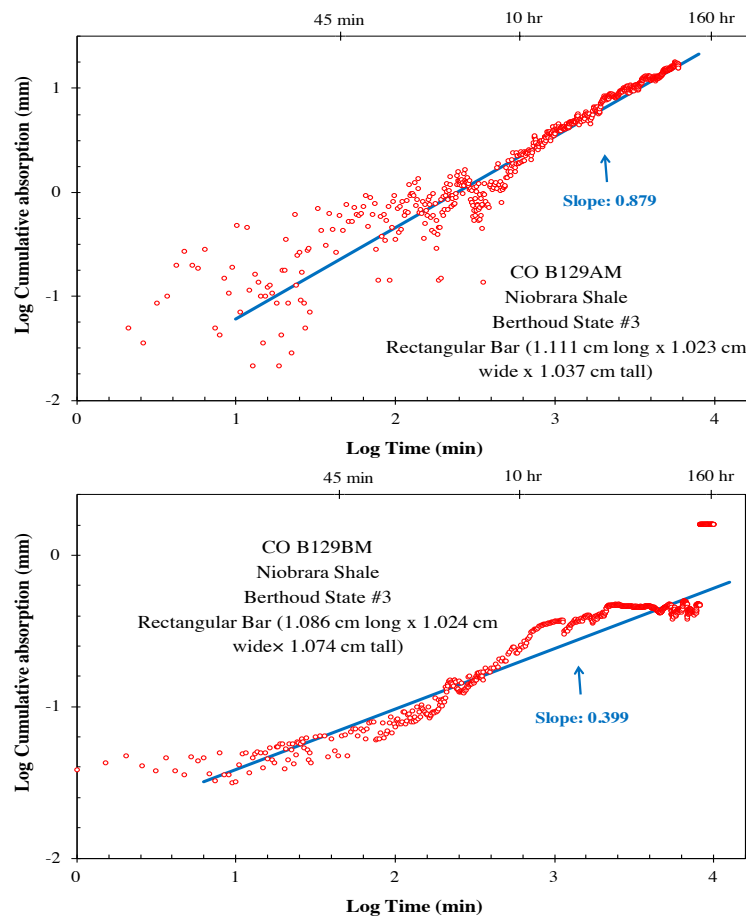 45 min 10 hr 160 hr
1
0
-1
-2
Log Cumulative absorption (mm)
Slope: 0.879
CO B129AM
Niobrara Shale
Berthoud State #3
Rectangular Bar (1.111 cm long x 1.023 cm
wide x 1.037 cm tall)
0 1 2 3 4
Log Time (min)
45 min 10 hr 160 hr
0
-1
-2
Log Cumulative absorption (mm)
CO B129BM
Niobrara Shale
Berthoud State #3
Rectangular Bar (1.086 cm long x 1.024 cm
wide× 1.074 cm tall)
Slope: 0.399
0 1 2 3 4
Log Time (min)